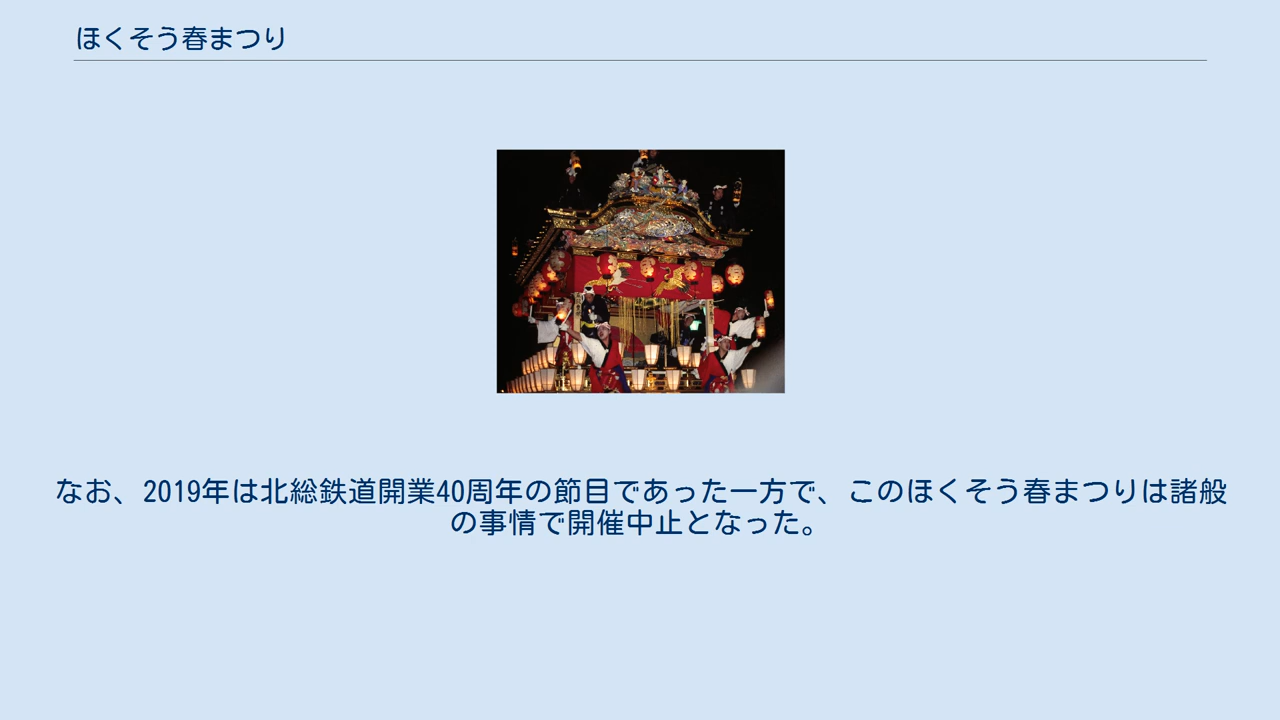 ほくそう春まつり
なお、2019年は北総鉄道開業40周年の節目であった一方で、このほくそう春まつりは諸般
の事情で開催中止となった。